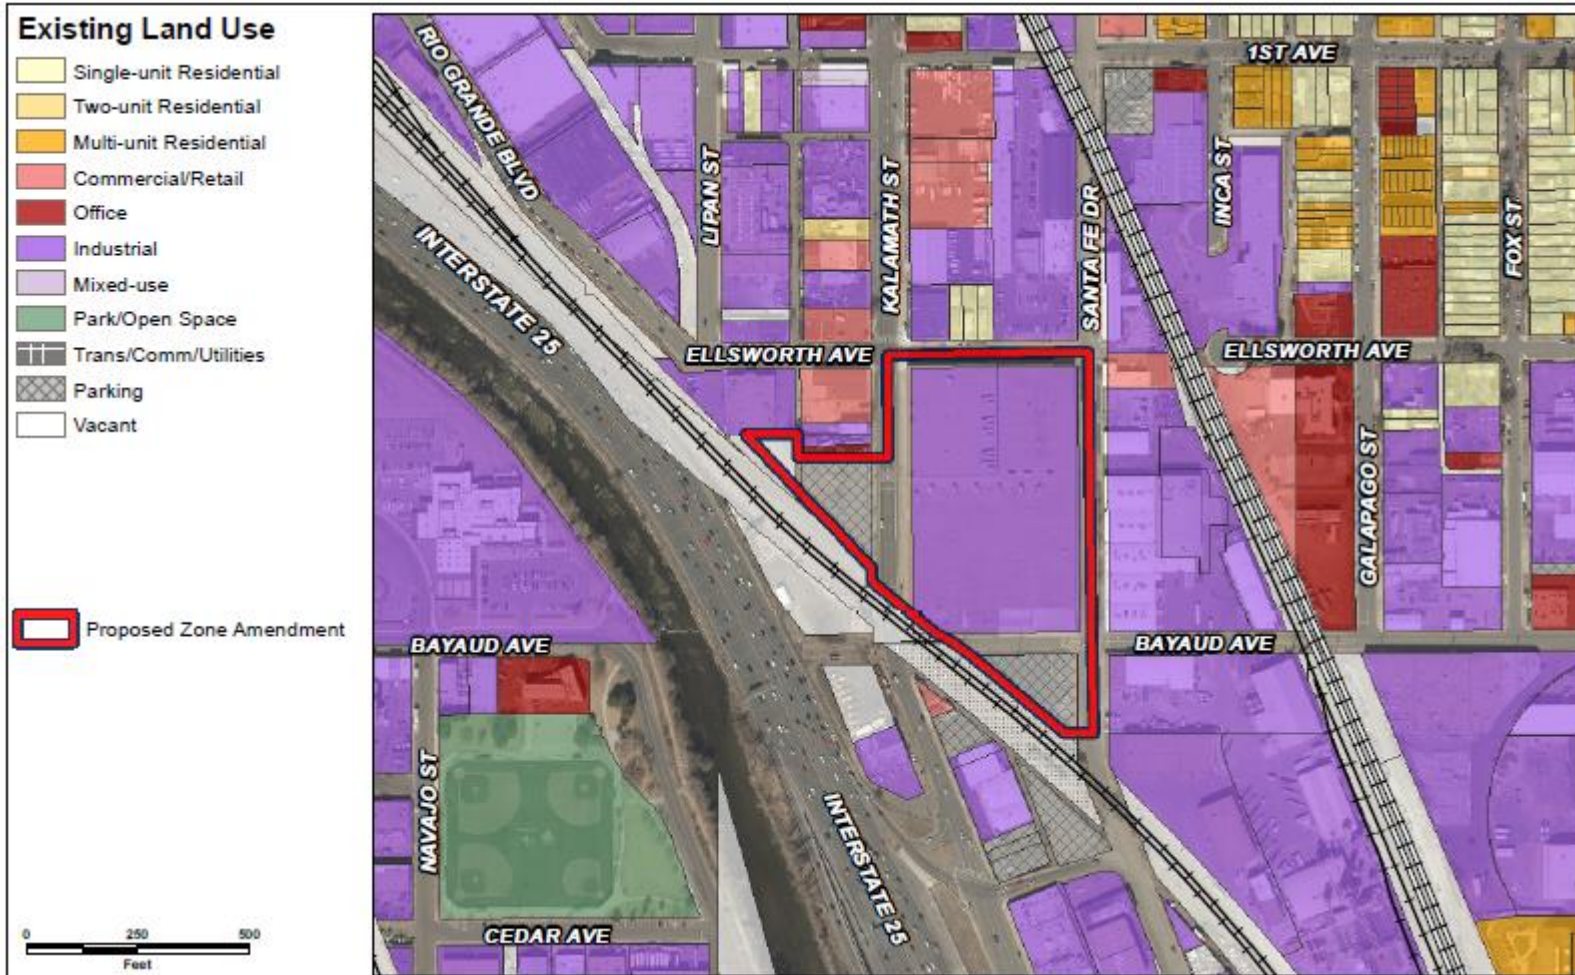 Existing Land Use
Single-unit Residential
Two-unit Residential
Multi-unit Residential
Commercial/Retail
Office
Industrial
Mixed-use
Park/Open Space
Trans/Comm/Utilities
Parking
Vacant
Proposed Zone Amendment
0 250 500
Feet
RIO GRANDE BLVD
1ST AVE
LIPAN ST
KALAMATH ST
SANTA FE DR
INCA ST
FOX ST
INTERSTATE 25
ELLSWORTH AVE
ELLSWORTH AVE
GALAPAGO ST
BAYAUD AVE
BAYAUD AVE
NAVAJO ST
INTERSTATE 25
CEDAR AVE